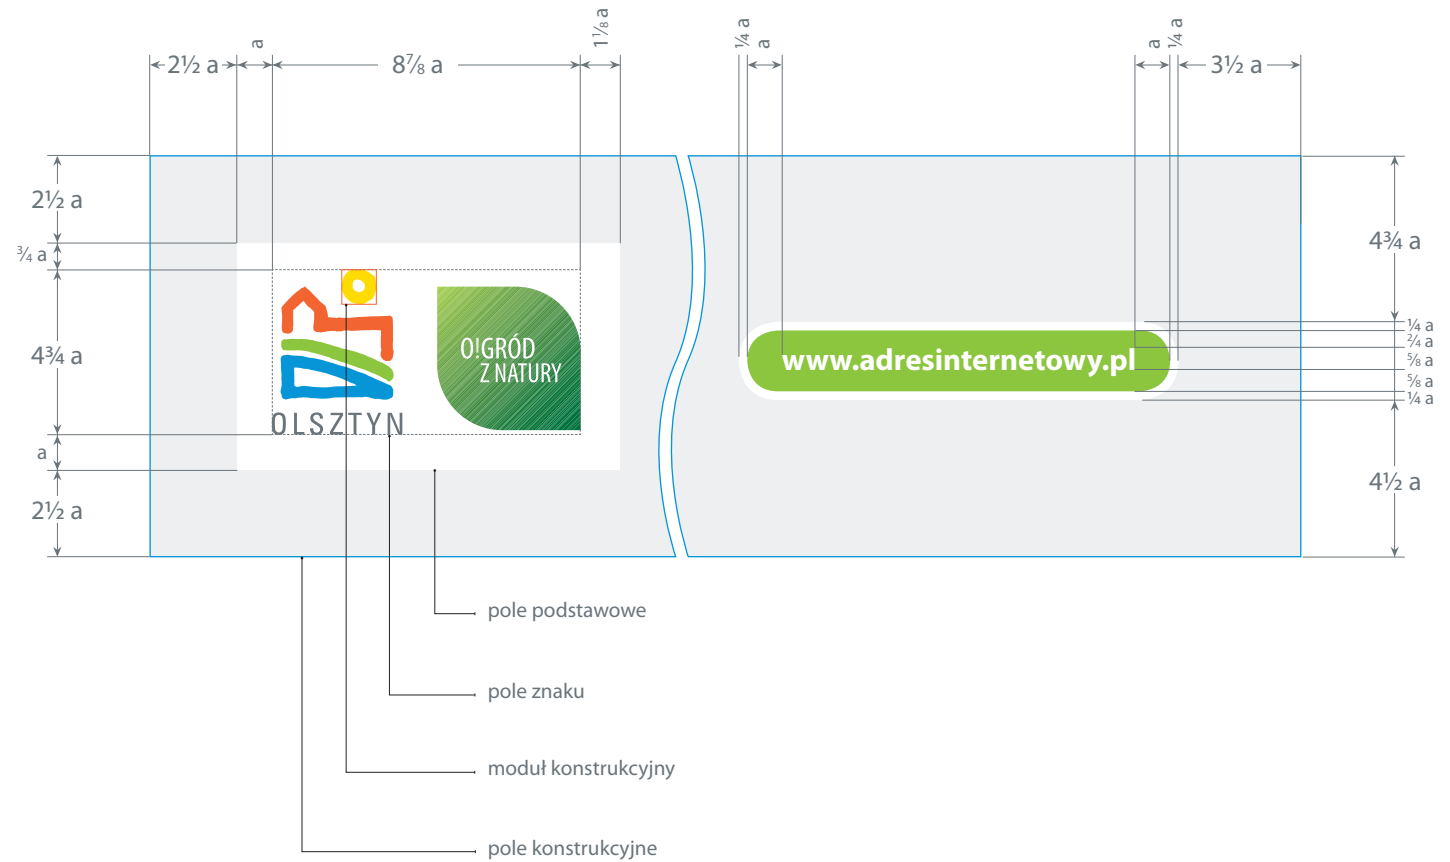 2½ a
a
8⅞ a
1⅛ a
¼ a
a
a
¼ a
3½ a
2½ a
¾ a
4¾ a
a
2½ a
O!GRÓD
Z NATURY
OLSZTYN
www.adresinternetowy.pl
4¾ a
¼ a
2⁄4 a
⅝ a
⅝ a
¼ a
4½ a
pole podstawowe
pole znaku
moduł konstrukcyjny
pole konstrukcyjne